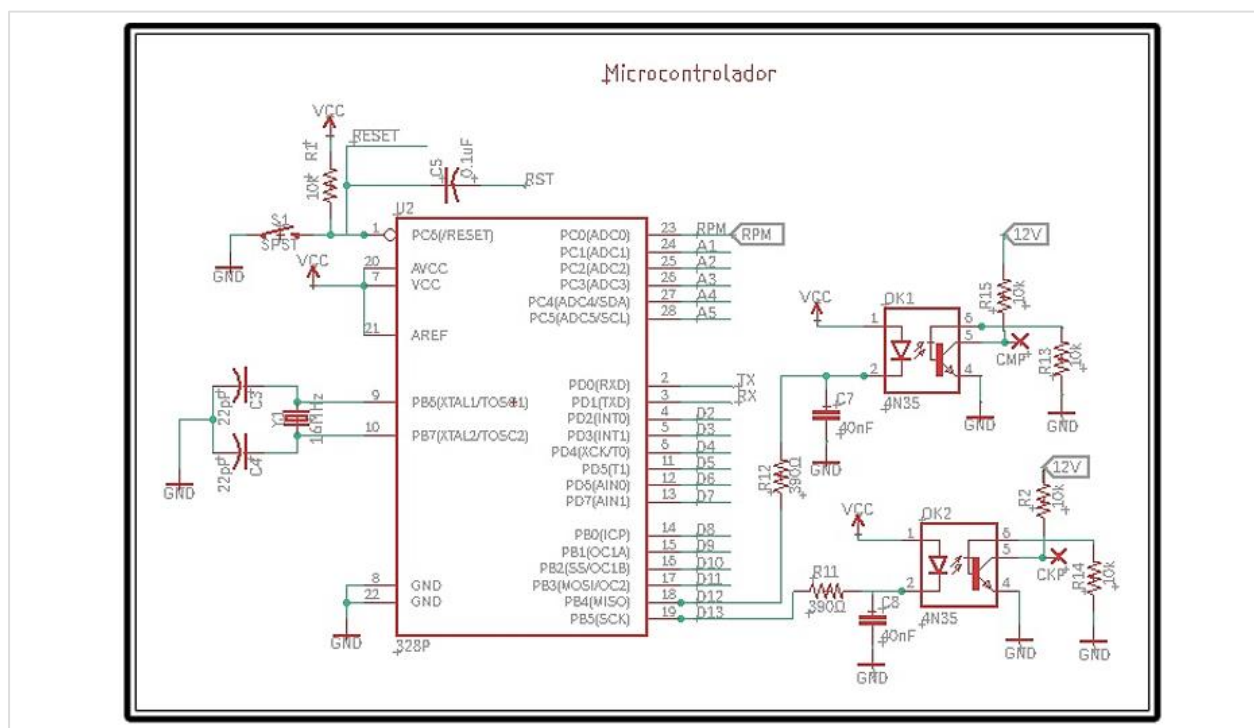 Microcontrolador
VCC
RESET
R1
10k
C5
0.1uF
RST
S1
SPST
GND
VCC
U2
1
PC6(/RESET)
20
AVCC
7
VCC
21
AREF
9
PB6(XTAL1/TOSC1)
10
PB7(XTAL2/TOSC2)
8
GND
22
GND
GND
328P
22pF
C3
Y1
16MHz
22pF
C4
GND
PC0(ADC0)
23
RPM
RPM
PC1(ADC1)
24
A1
PC2(ADC2)
25
A2
PC3(ADC3)
26
A3
PC4(ADC4/SDA)
27
A4
PC5(ADC5/SCL)
28
A5
PD0(RXD)
2
TX
PD1(TXD)
3
RX
PD2(INT0)
4
D2
PD3(INT1)
5
D3
PD4(XCK/T0)
6
D4
PD5(T1)
11
D5
PD6(AIN0)
12
D6
PD7(AIN1)
13
D7
PB0(ICP)
14
D8
PB1(OC1A)
15
D9
PB2(SS/OC1B)
16
D10
PB3(MOSI/OC2)
17
D11
PB4(MISO)
18
D12
PB5(SCK)
19
D13
12V
R15
10k
VCC
OK1
1
2
6
5
4
4N35
CMP
R13
10k
GND
GND
C7
40nF
GND
R12
390Ω
12V
R2
10k
VCC
OK2
1
2
6
5
4
4N35
CKP
R14
10k
GND
GND
R11
390Ω
C8
40nF
GND